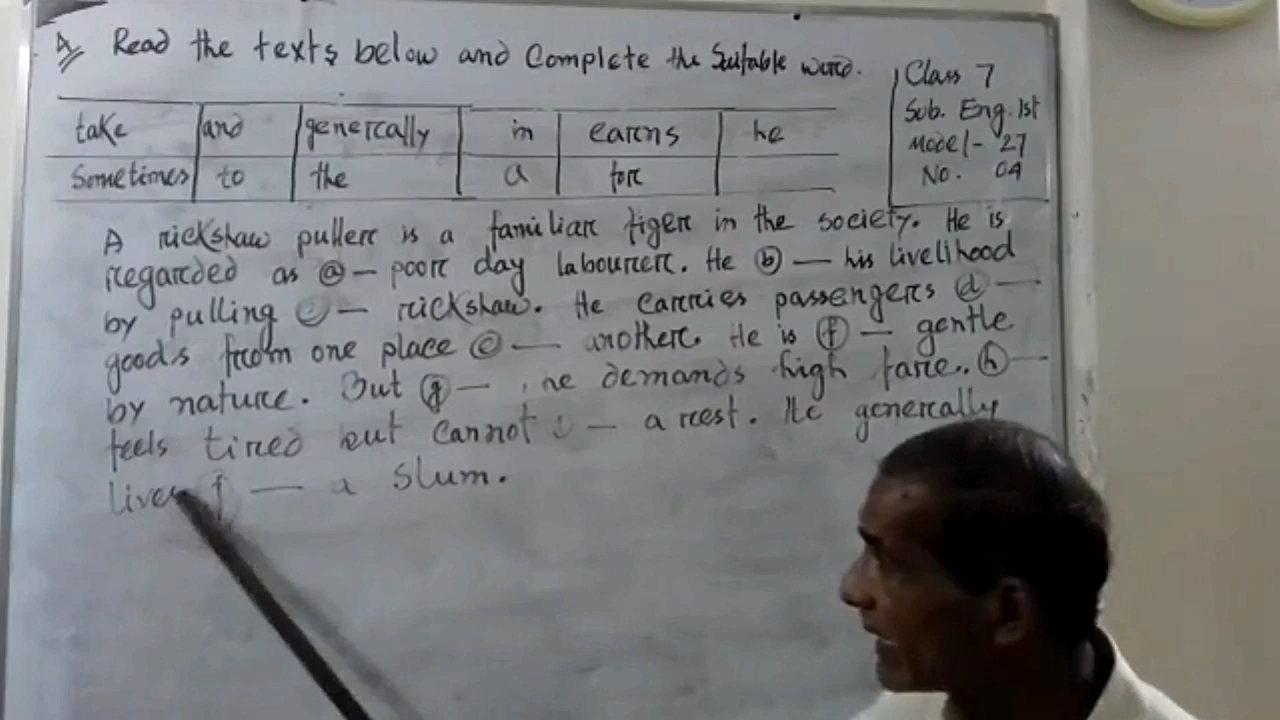 4 Read the texts below and Complete the Suitable word.
Class 7
Sub. Eng. 1st
Model - 27
No. 04
take and generally in earns he
Sometimes to the a for
A rickshaw puller is a familiar figer in the society. He is
regarded as (a) — poor day labourer. He (b) — his livelihood
by pulling (c) — rickshaw. He carries passengers (d) —
goods from one place (e) — another. He is (f) — gentle
by nature. But (g) — , he demands high fare.. (h) —
feels tired but cannot — a rest. He generally
lives — a slum.